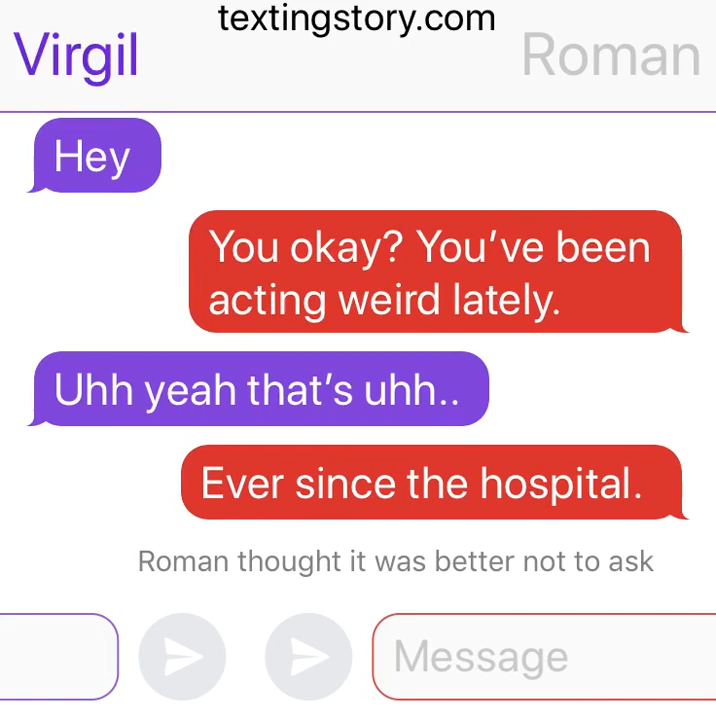 textingstory.com
Virgil
Roman
Hey
You okay? You’ve been
acting weird lately.
Uhh yeah that’s uhh..
Ever since the hospital.
Roman thought it was better not to ask
Message